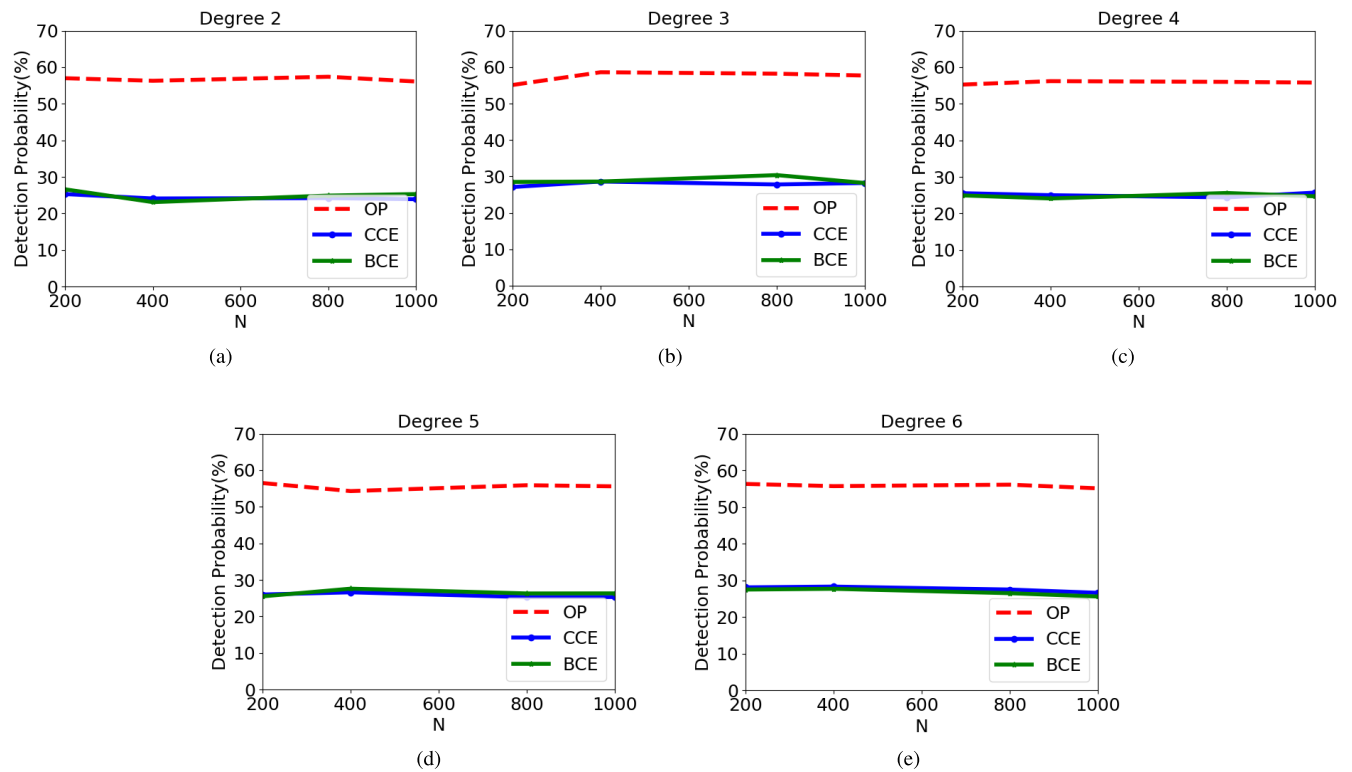 Degree 2
Detection Probability(%)
70
60
50
40
30
20
10
0
200 400 600 800 1000
N
OP
CCE
BCE
(a)
Degree 3
Detection Probability(%)
70
60
50
40
30
20
10
0
200 400 600 800 1000
N
OP
CCE
BCE
(b)
Degree 4
Detection Probability(%)
70
60
50
40
30
20
10
0
200 400 600 800 1000
N
OP
CCE
BCE
(c)
Degree 5
Detection Probability(%)
70
60
50
40
30
20
10
0
200 400 600 800 1000
N
OP
CCE
BCE
(d)
Degree 6
Detection Probability(%)
70
60
50
40
30
20
10
0
200 400 600 800 1000
N
OP
CCE
BCE
(e)